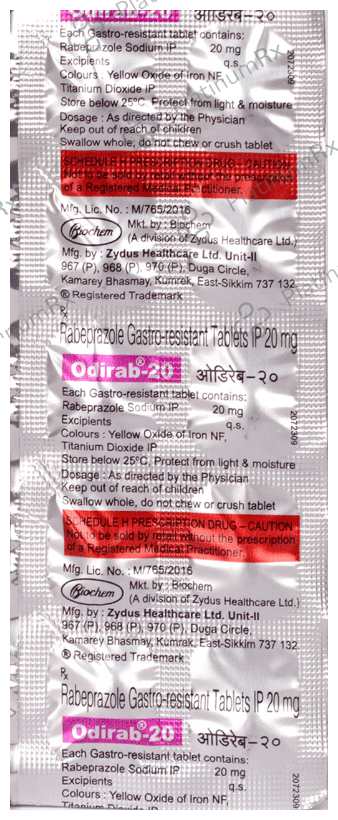 Odirab-20 ओडिरेब-२०
Each Gastro-resistant tablet contains:
Rabeprazole Sodium IP 20 mg
Excipients q.s.
Colours : Yellow Oxide of Iron NF,
Titanium Dioxide IP
Store below 25°C, Protect from light & moisture
Dosage : As directed by the Physician
Keep out of reach of children
Swallow whole, do not chew or crush tablet
2072309
SCHEDULE H PRESCRIPTION DRUG – CAUTION
Not to be sold by retail without the prescription
of a Registered Medical Practitioner.
Mfg. Lic. No. : M/765/2016
Biochem
Mkt. by : Biochem
(A division of Zydus Healthcare Ltd.)
Mfg. by : Zydus Healthcare Ltd. Unit-II
967 (P), 968 (P), 970 (P), Duga Circle,
Kamarey Bhasmay, Kumrek, East-Sikkim 737 132.
® Registered Trademark
℞
Rabeprazole Gastro-resistant Tablets IP 20 mg
Odirab®-20 ओडिरेब-२०
Each Gastro-resistant tablet contains:
Rabeprazole Sodium IP 20 mg
Excipients q.s.
Colours : Yellow Oxide of Iron NF,
Titanium Dioxide IP
Store below 25°C, Protect from light & moisture
Dosage : As directed by the Physician
Keep out of reach of children
Swallow whole, do not chew or crush tablet
2072309
SCHEDULE H PRESCRIPTION DRUG – CAUTION
Not to be sold by retail without the prescription
of a Registered Medical Practitioner.
Mfg. Lic. No. : M/765/2016
Biochem
Mkt. by : Biochem
(A division of Zydus Healthcare Ltd.)
Mfg. by : Zydus Healthcare Ltd. Unit-II
967 (P), 968 (P), 970 (P), Duga Circle,
Kamarey Bhasmay, Kumrek, East-Sikkim 737 132.
® Registered Trademark
℞
Rabeprazole Gastro-resistant Tablets IP 20 mg
Odirab®-20 ओडिरेब-२०
Each Gastro-resistant tablet contains:
Rabeprazole Sodium IP 20 mg
Excipients q.s.
Colours : Yellow Oxide of Iron NF,
Titanium Dioxide IP
2072309
PlatinumRx